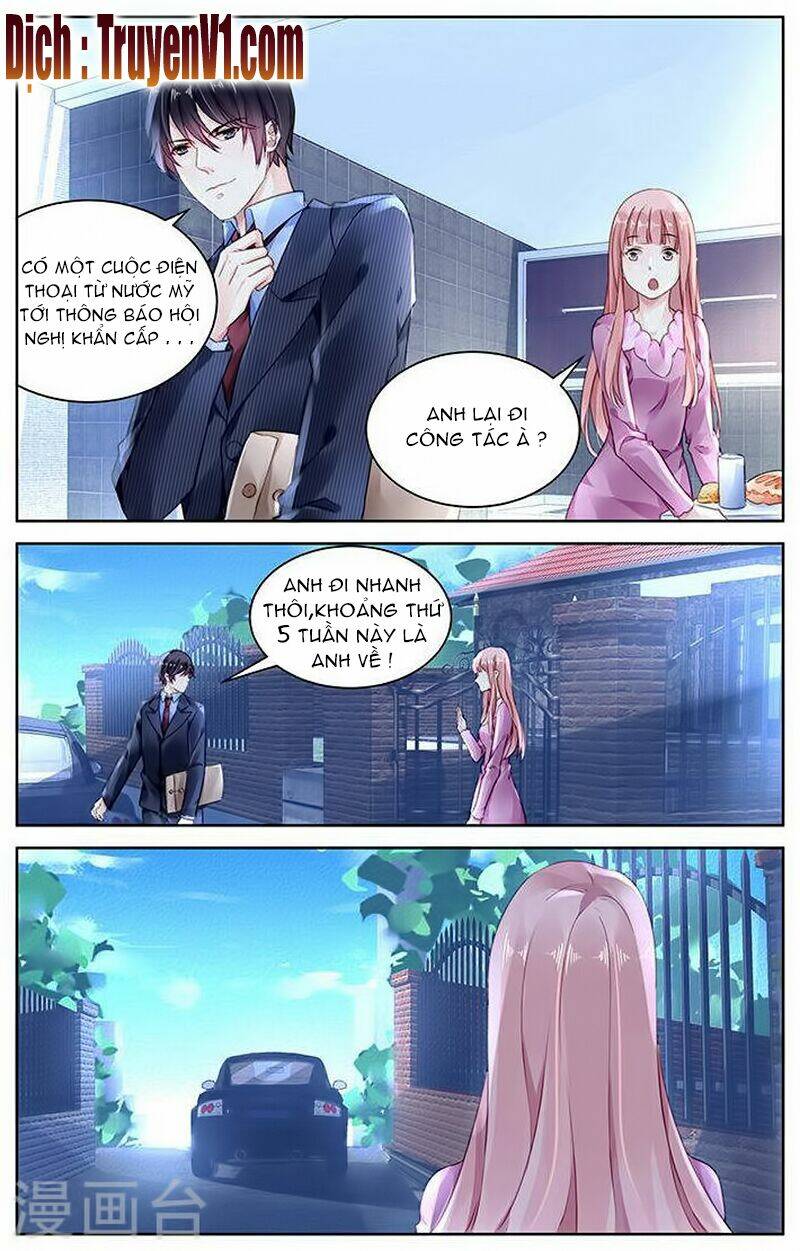 Dịch : TruyenV1.com
CÓ MỘT CUỘC ĐIỆN
THOẠI TỪ NƯỚC MỸ
TỚI THÔNG BÁO HỘI
NGHỊ KHẨN CẤP . . .
ANH LẠI ĐI
CÔNG TÁC À ?
ANH ĐI NHANH
THÔI,KHOẢNG THỨ
5 TUẦN NÀY LÀ
ANH VỀ !
漫画台